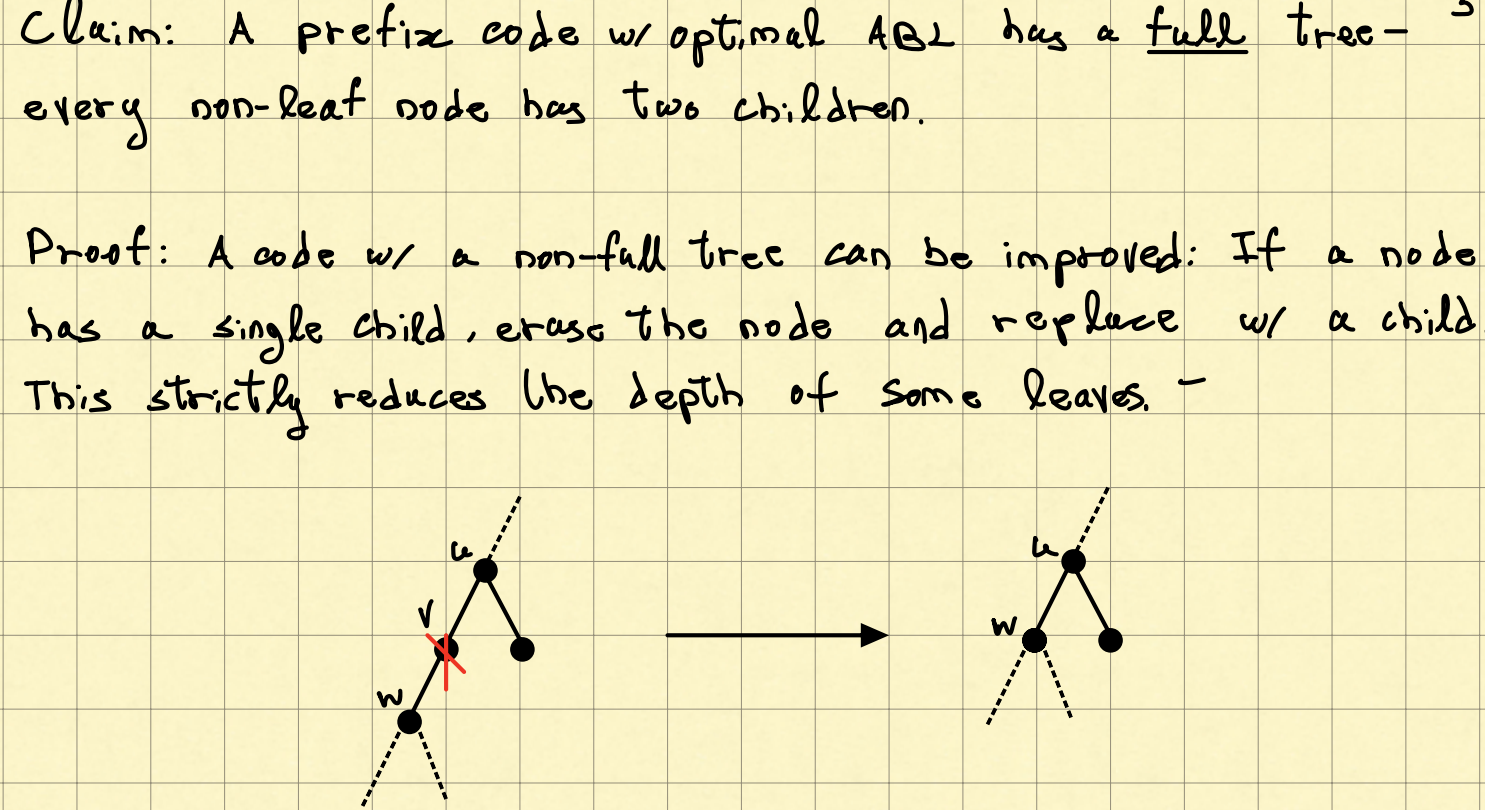 Claim: A prefix code w/ optimal ABL has a full tree-
every non-leaf node has two children.
Proof: A code w/ a non-full tree can be improved: If a node
has a single child, erase the node and replace w/ a child.
This strictly reduces the depth of some leaves. -
u
v
w
u
w